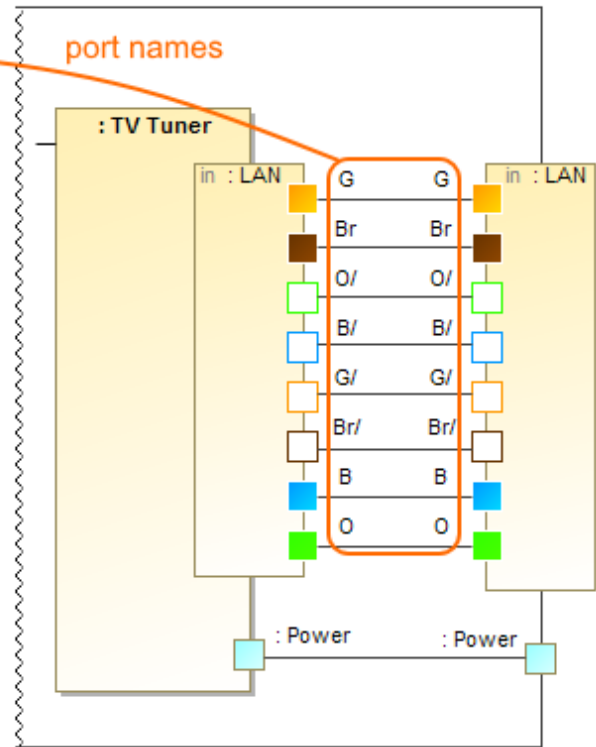 port names
: TV Tuner
in : LAN
in : LAN
G G
Br Br
O/ O/
B/ B/
G/ G/
Br/ Br/
B B
O O
: Power
: Power